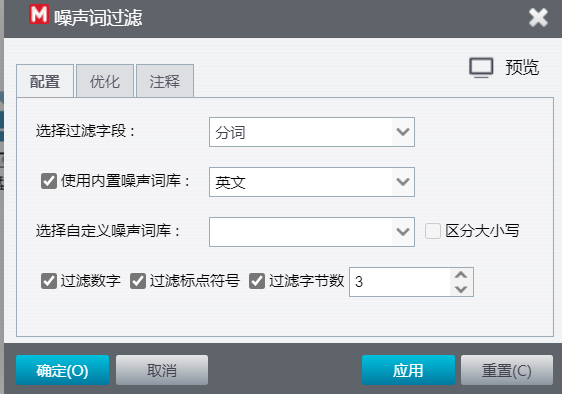 M 噪声词过滤
预览
配置 优化 注释
选择过滤字段： 分词
使用内置噪声词库： 英文
选择自定义噪声词库： 区分大小写
过滤数字 过滤标点符号 过滤字节数 3
确定(O) 取消 应用 重置(C)